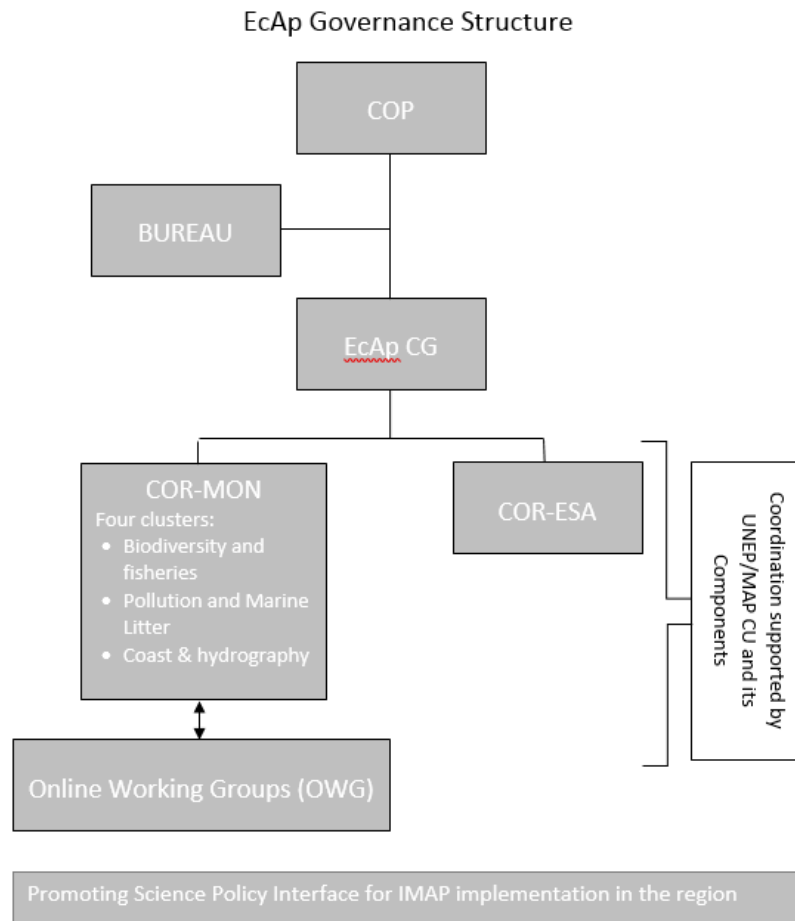 EcAp Governance Structure
COP
BUREAU
EcAp CG
COR-MON
Four clusters:
• Biodiversity and
fisheries
• Pollution and Marine
Litter
• Coast & hydrography
COR-ESA
Coordination supported by
UNEP/MAP CU and its
Components
Online Working Groups (OWG)
Promoting Science Policy Interface for IMAP implementation in the region